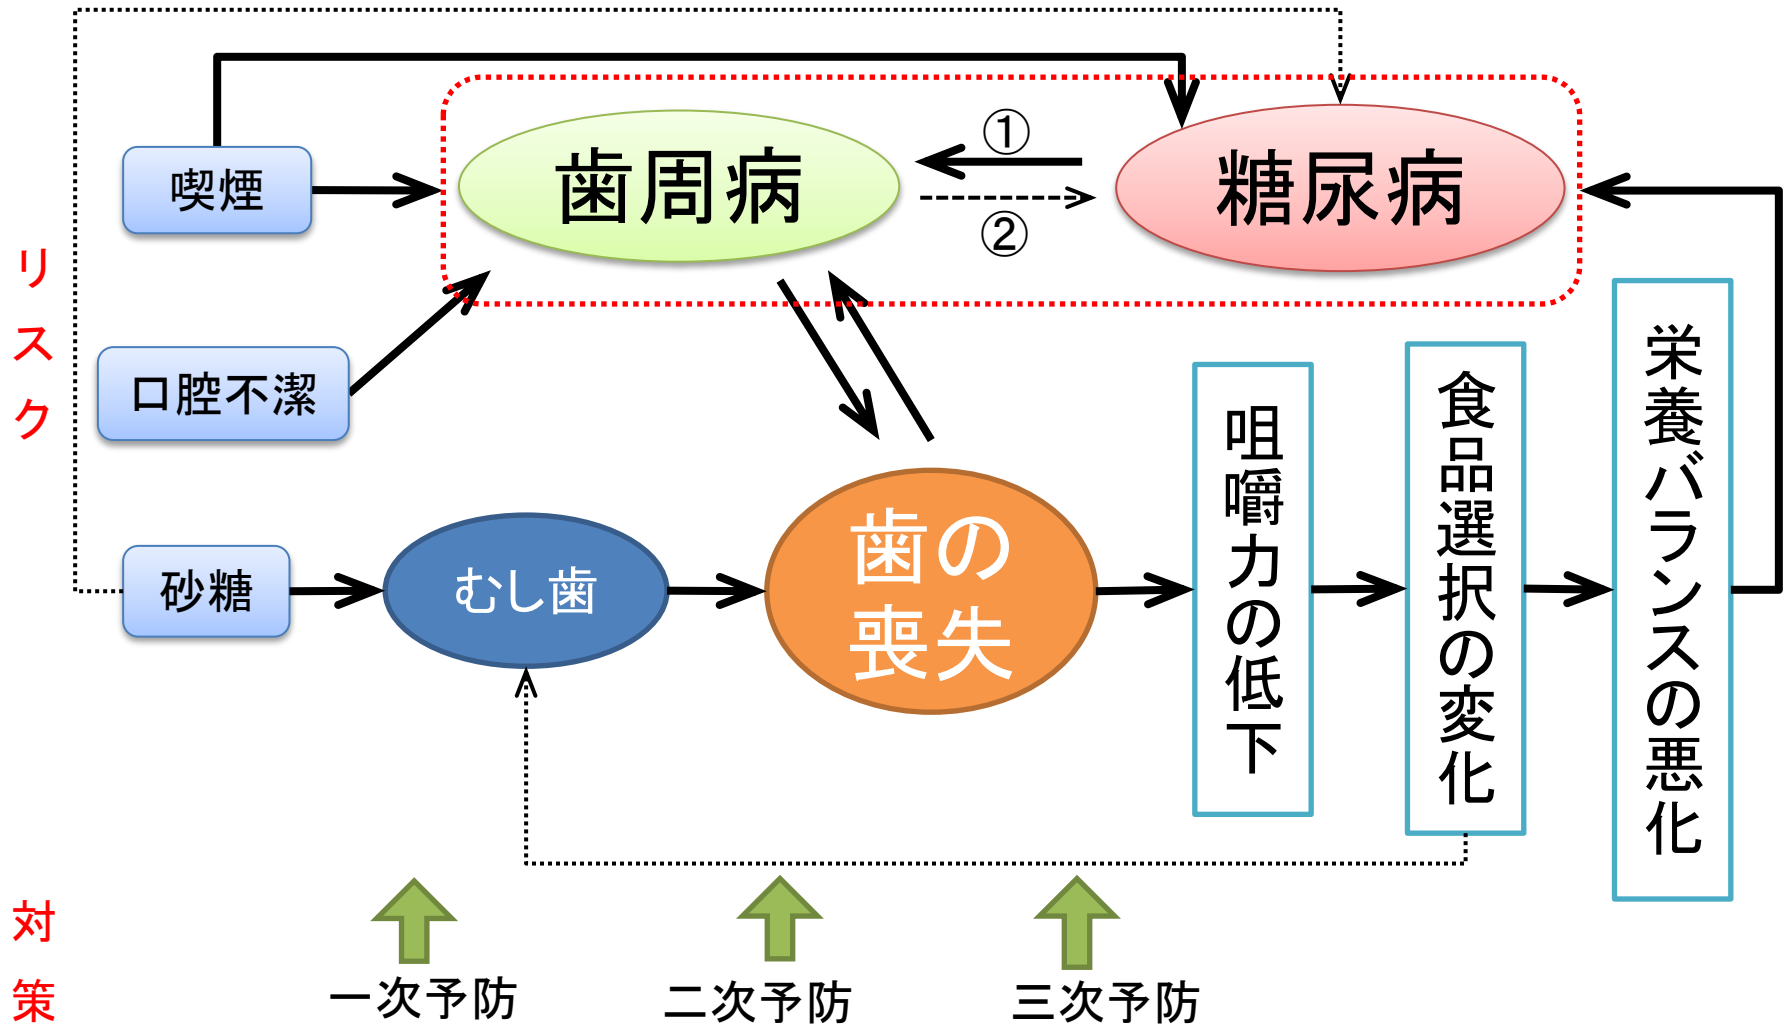 リスク
喫煙
口腔不潔
砂糖
歯周病
①
②
糖尿病
むし歯
歯の
喪失
咀嚼力の低下
食品選択の変化
栄養バランスの悪化
対策
一次予防
二次予防
三次予防